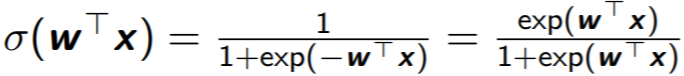 σ(w⊤x) = 1/(1+exp(−w⊤x)) = exp(w⊤x)/(1+exp(w⊤x))